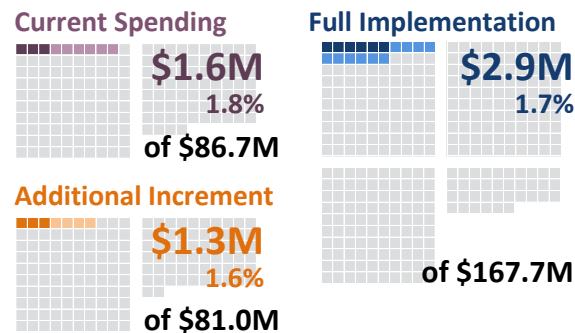 Current Spending
$1.6M
1.8%
of $86.7M
Additional Increment
$1.3M
1.6%
of $81.0M
Full Implementation
$2.9M
1.7%
of $167.7M